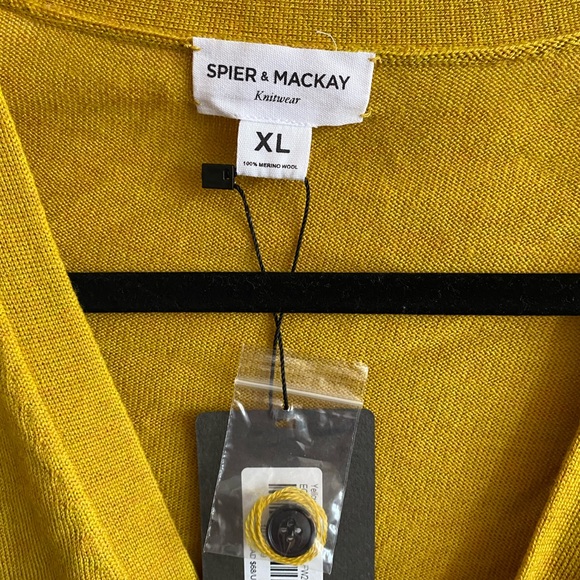 SPIER & MACKAY
Knitwear
XL
100% MERINO WOOL